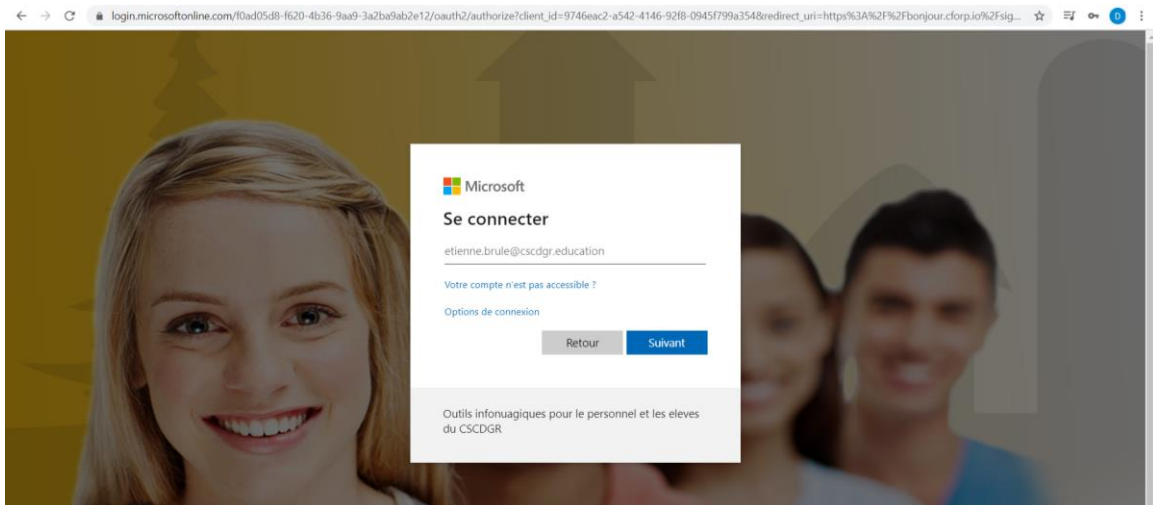 login.microsoftonline.com/f0ad05d8-f620-4b36-9aa9-3a2ba9ab2e12/oauth2/authorize?client_id=9746eac2-a542-4146-92f8-0945f799a354&redirect_uri=https%3A%2F%2Fbonjour.cforp.io%2Fsig...
D
Microsoft
Se connecter
etienne.brule@cscdgr.education
Votre compte n'est pas accessible ?
Options de connexion
Retour Suivant
Outils infonuagiques pour le personnel et les eleves
du CSCDGR